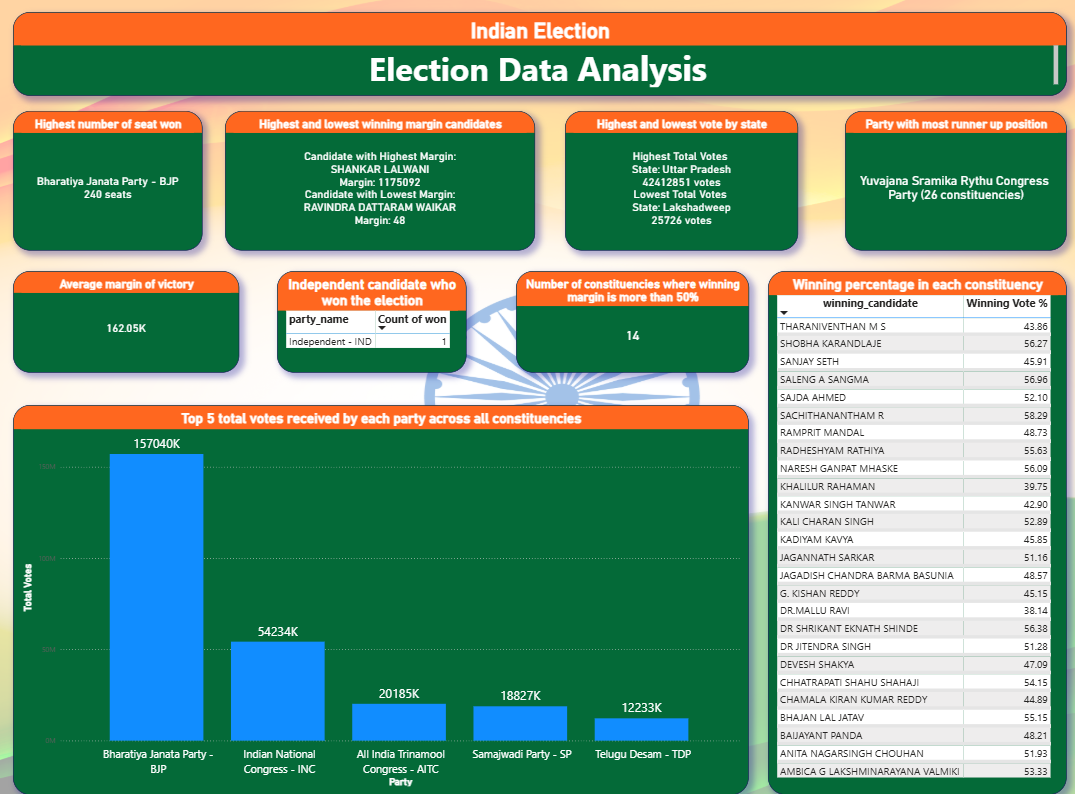 Indian Election
Election Data Analysis
Highest number of seat won
Bharatiya Janata Party - BJP
240 seats
Highest and lowest winning margin candidates
Candidate with Highest Margin:
SHANKAR LALWANI
Margin: 1175092
Candidate with Lowest Margin:
RAVINDRA DATTARAM WAIKAR
Margin: 48
Highest and lowest vote by state
Highest Total Votes
State: Uttar Pradesh
42412851 votes
Lowest Total Votes
State: Lakshadweep
25726 votes
Party with most runner up position
Yuvajana Sramika Rythu Congress
Party (26 constituencies)
Average margin of victory
162.05K
Independent candidate who
won the election
party_name Count of won
Independent - IND 1
Number of constituencies where winning
margin is more than 50%
14
Winning percentage in each constituency
winning_candidate Winning Vote %
THARANIVENTHAN M S 43.86
SHOBHA KARANDLAJE 56.27
SANJAY SETH 45.91
SALENG A SANGMA 56.96
SAJDA AHMED 52.10
SACHITHANANTHAM R 58.29
RAMPRIT MANDAL 48.73
RADHESHYAM RATHIYA 55.63
NARESH GANPAT MHASKE 56.09
KHALILUR RAHAMAN 39.75
KANWAR SINGH TANWAR 42.90
KALI CHARAN SINGH 52.89
KADIYAM KAVYA 45.85
JAGANNATH SARKAR 51.16
JAGADISH CHANDRA BARMA BASUNIA 48.57
G. KISHAN REDDY 45.15
DR.MALLU RAVI 38.14
DR SHRIKANT EKNATH SHINDE 56.38
DR JITENDRA SINGH 51.28
DEVESH SHAKYA 47.09
CHHATRAPATI SHAHU SHAHAJI 54.15
CHAMALA KIRAN KUMAR REDDY 44.89
BHAJAN LAL JATAV 55.15
BAIJAYANT PANDA 48.21
ANITA NAGARSINGH CHOUHAN 51.93
AMBICA G LAKSHMINARAYANA VALMIKI 53.33
Top 5 total votes received by each party across all constituencies
Total Votes
150M
100M
50M
0M
157040K
54234K
20185K
18827K
12233K
Bharatiya Janata Party -
BJP
Indian National
Congress - INC
All India Trinamool
Congress - AITC
Samajwadi Party - SP
Telugu Desam - TDP
Party